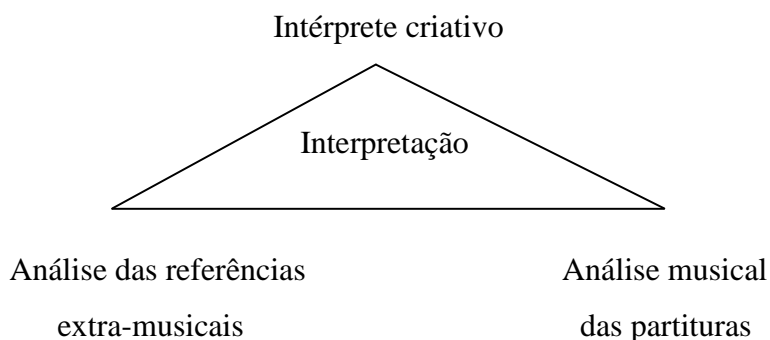 Intérprete criativo
Interpretação
Análise das referências
extra-musicais
Análise musical
das partituras